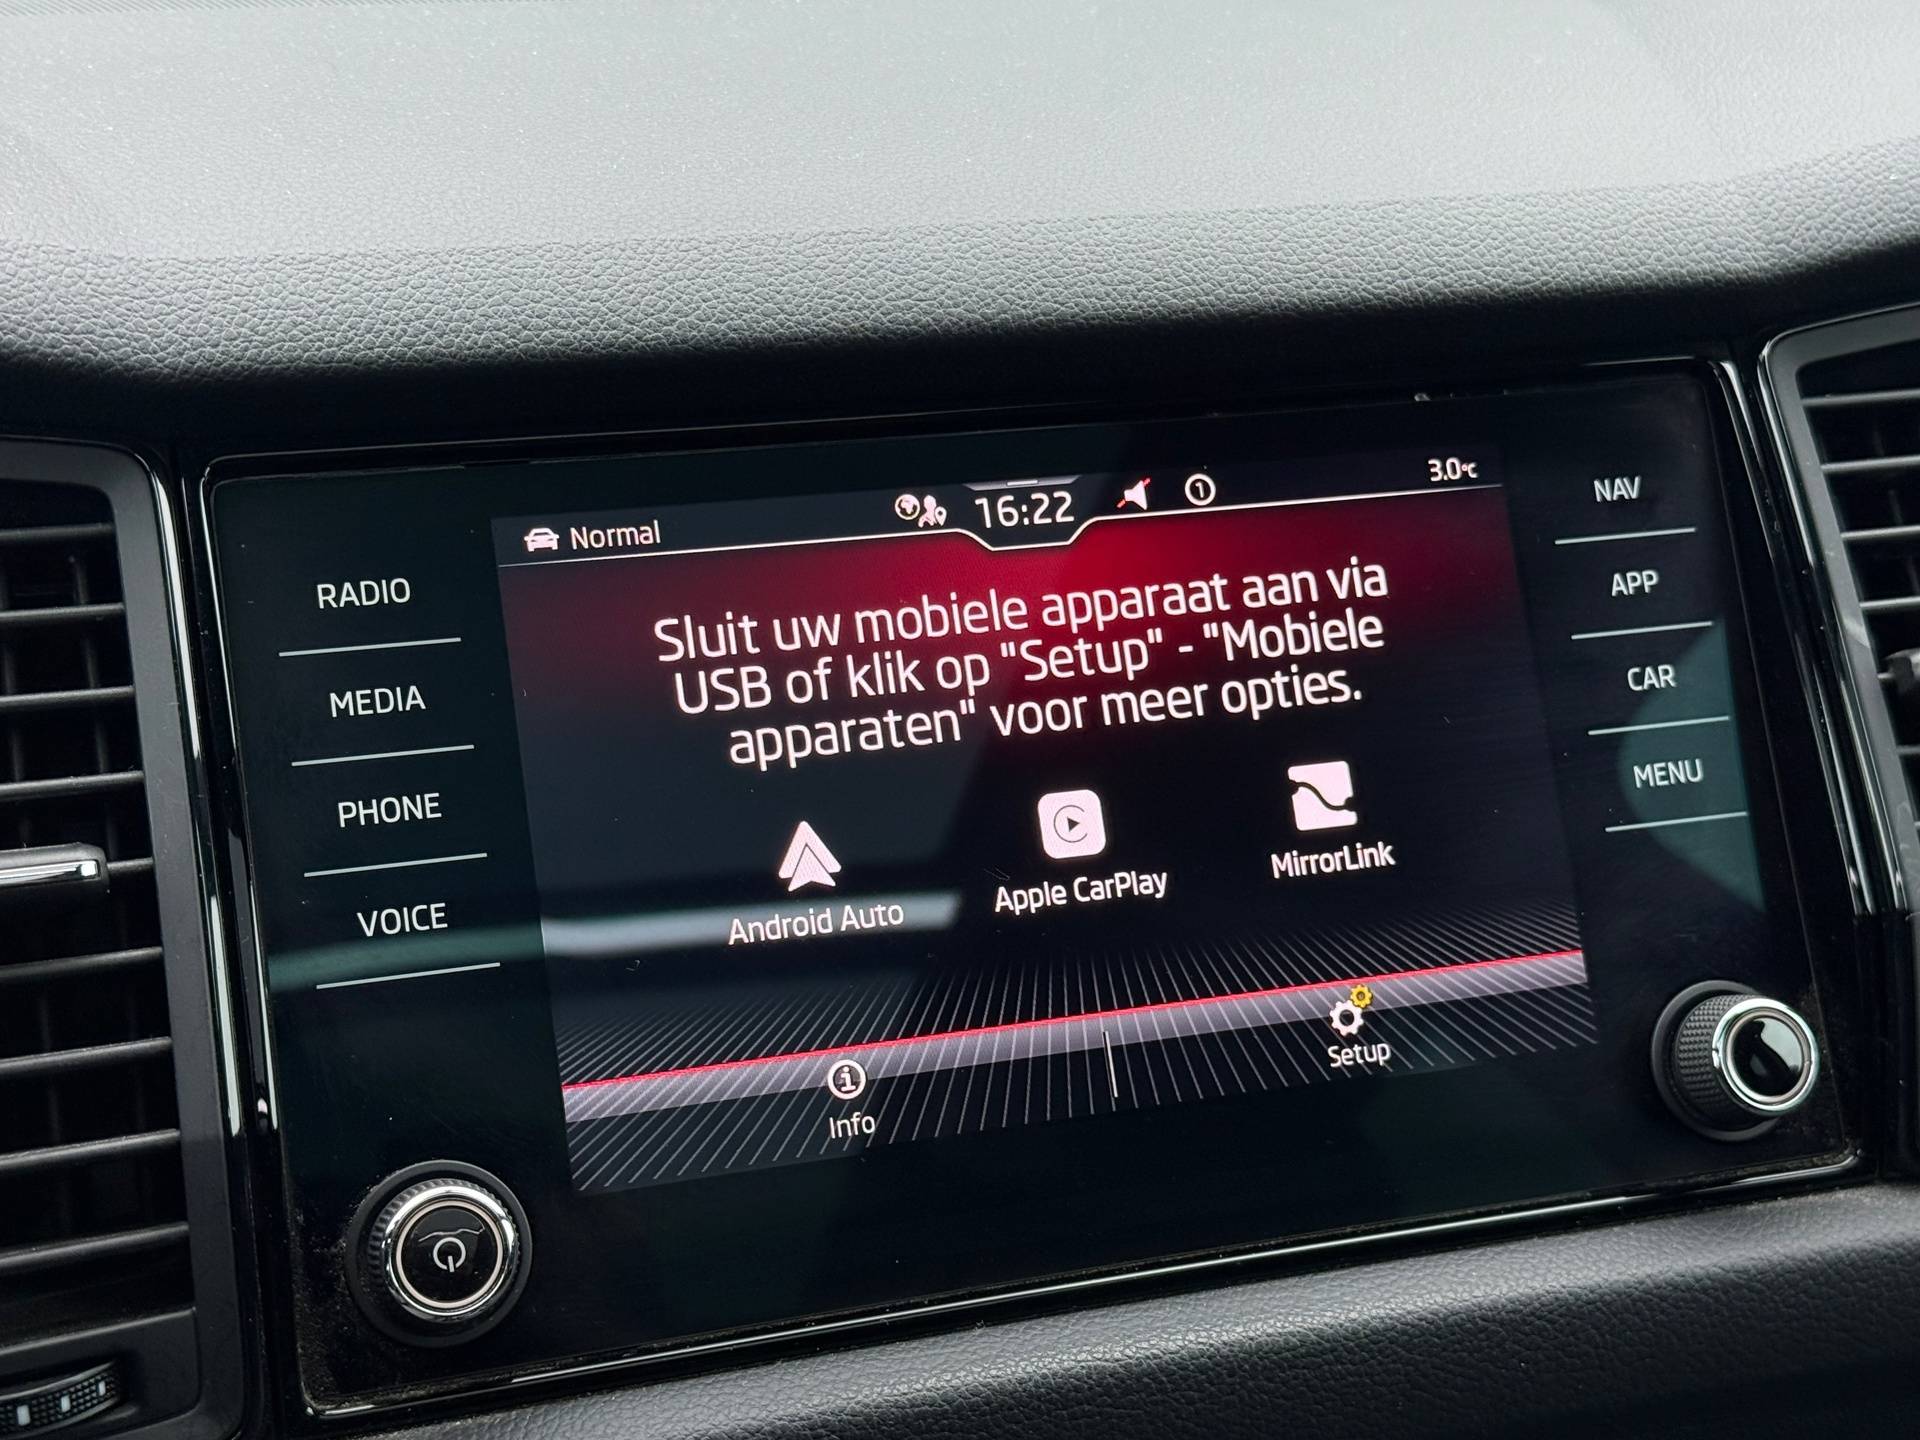 Normal
16:22
1
3.0°C
Sluit uw mobiele apparaat aan via
USB of klik op "Setup" - "Mobiele
apparaten" voor meer opties.
Android Auto
Apple CarPlay
MirrorLink
Info
Setup
RADIO
MEDIA
PHONE
VOICE
NAV
APP
CAR
MENU